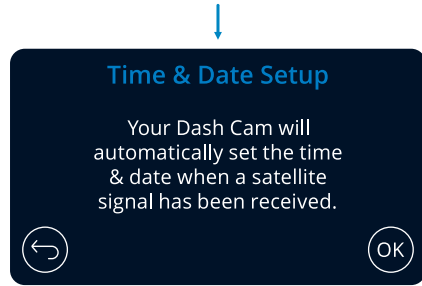 Time & Date Setup
Your Dash Cam will
automatically set the time
& date when a satellite
signal has been received.
OK